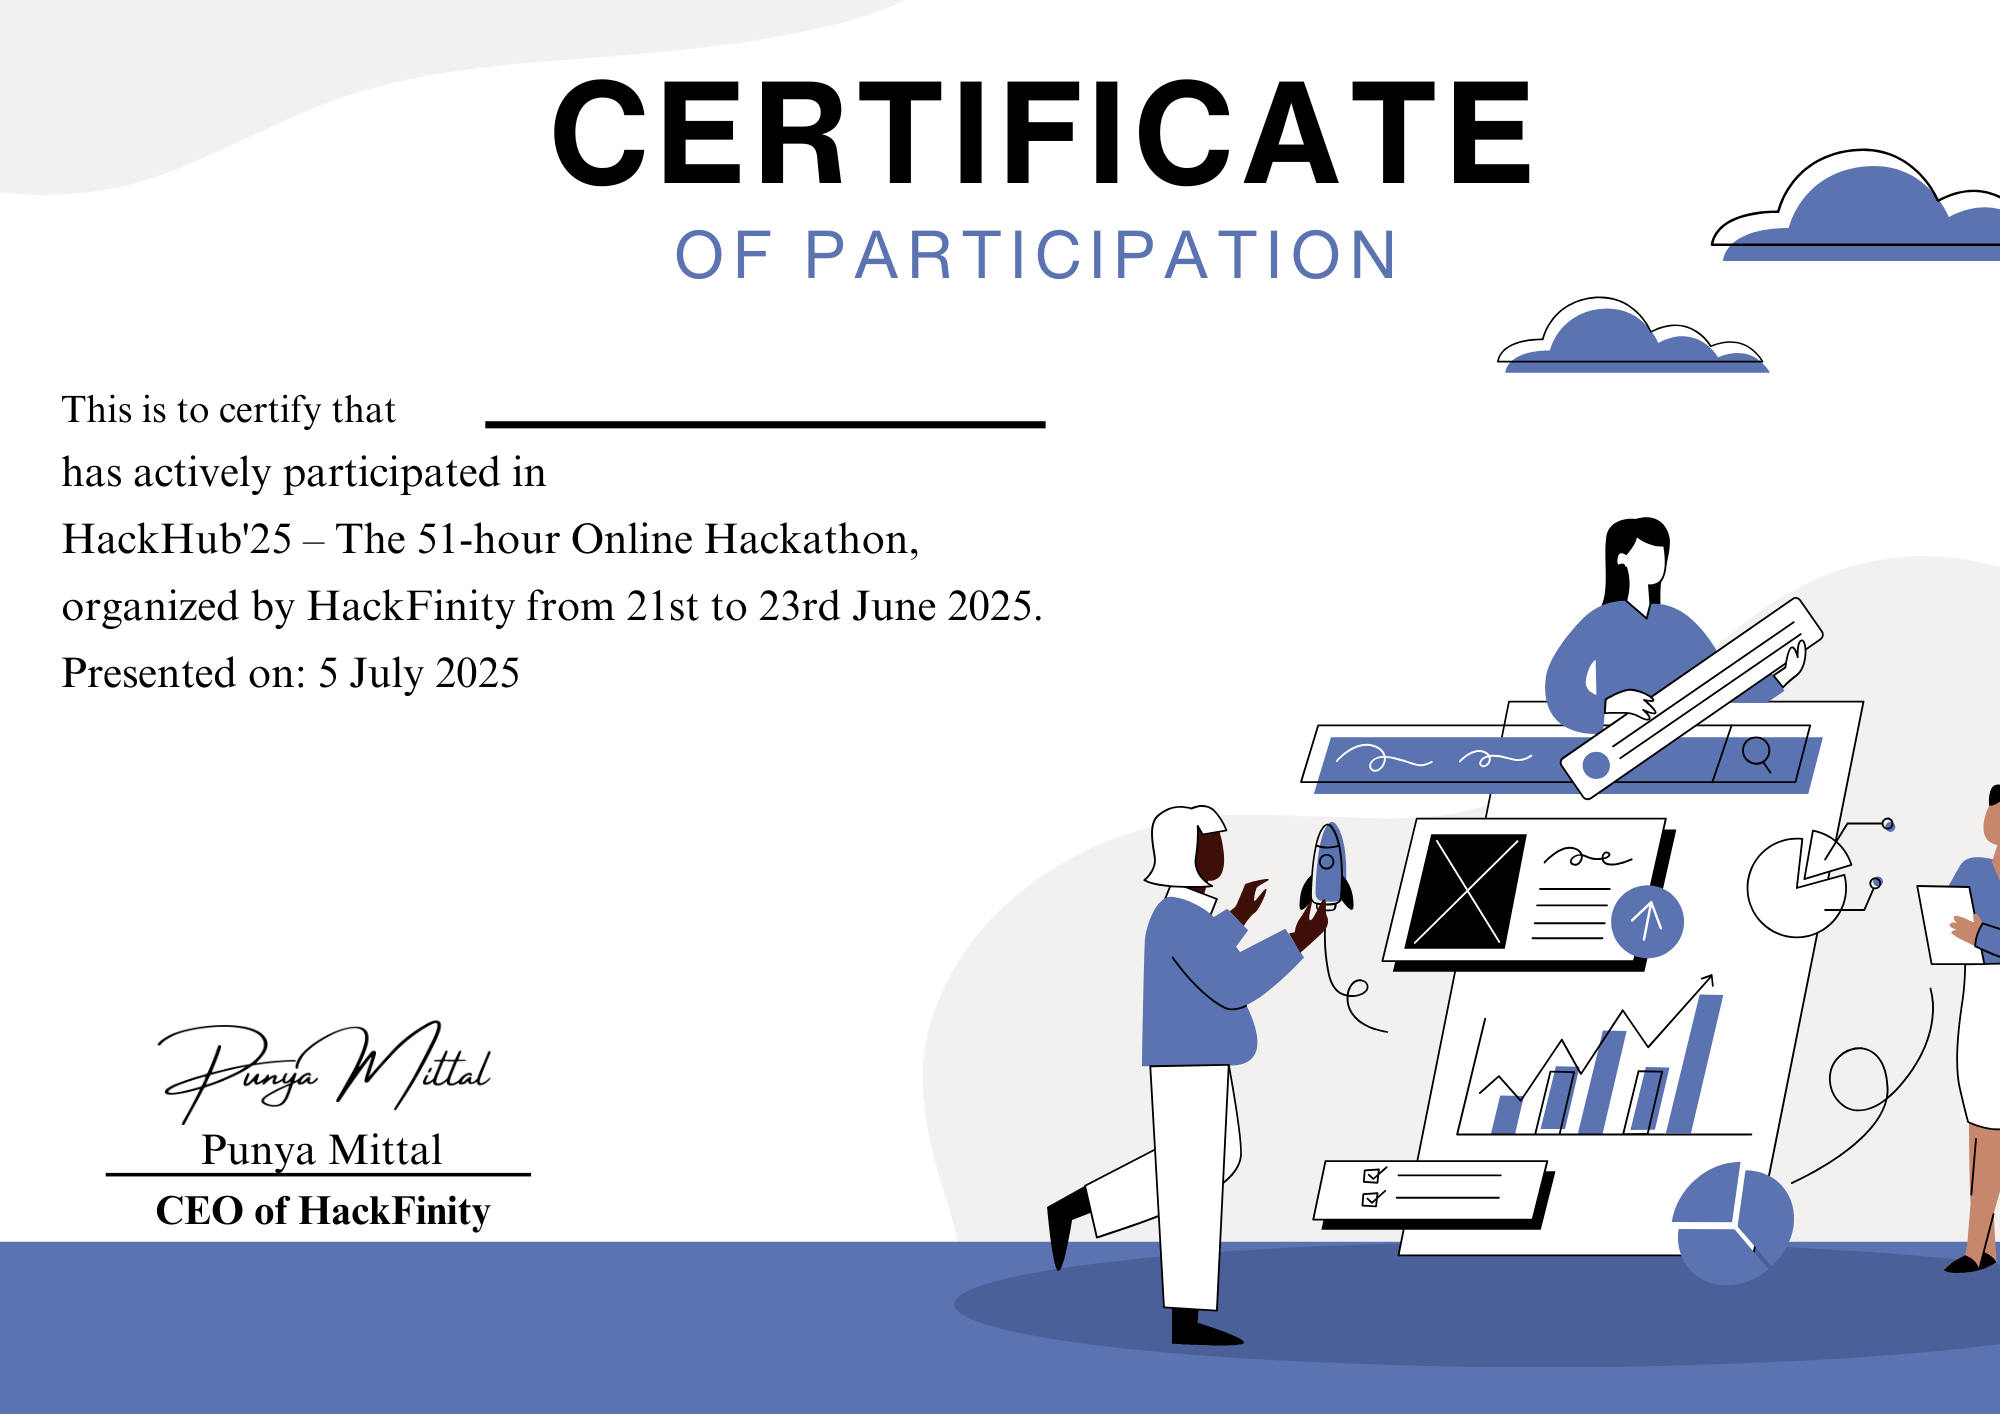 CERTIFICATE
OF PARTICIPATION
This is to certify that
has actively participated in
HackHub'25 – The 51-hour Online Hackathon,
organized by HackFinity from 21st to 23rd June 2025.
Presented on: 5 July 2025
Punya Mittal
Punya Mittal
CEO of HackFinity